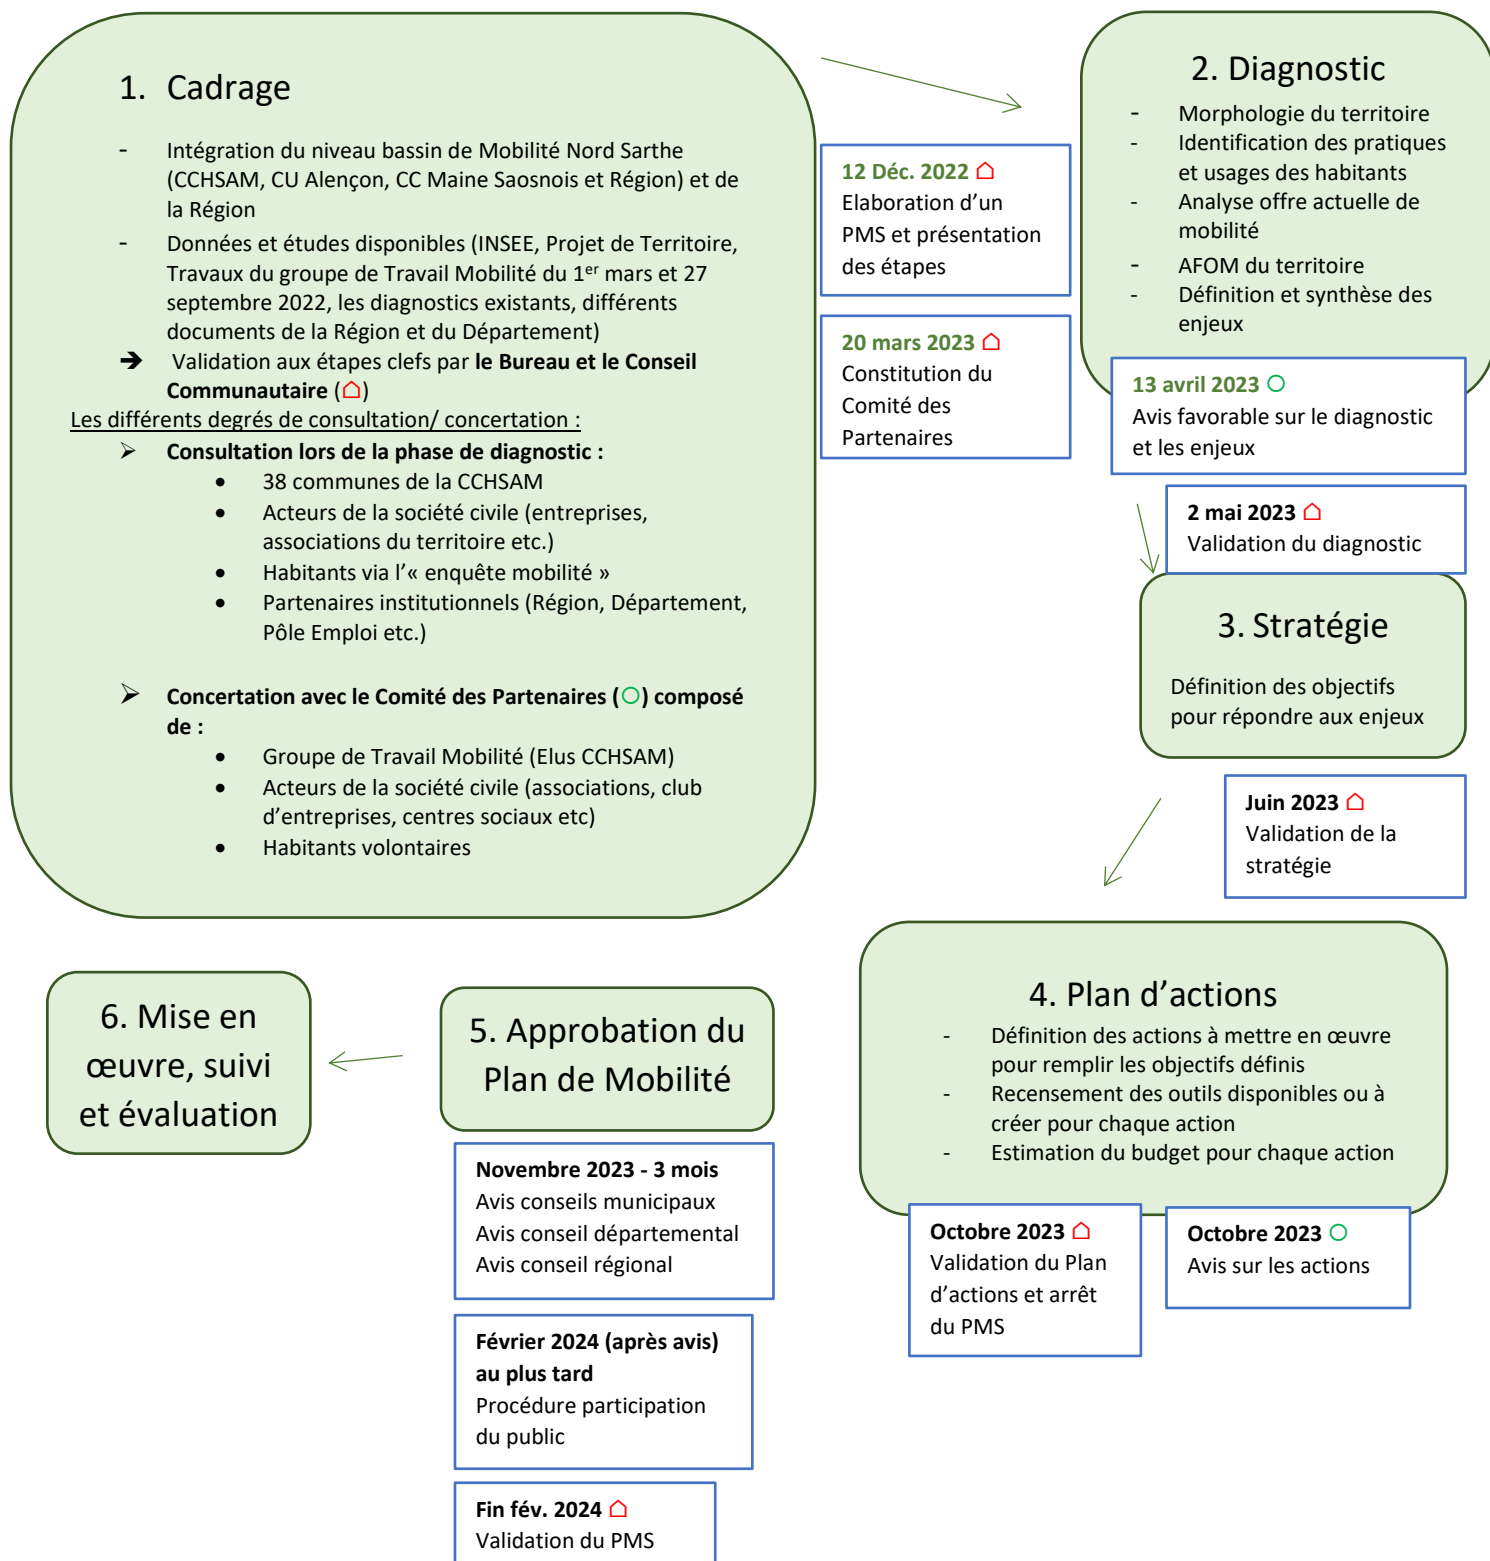 1. Cadrage
- Intégration du niveau bassin de Mobilité Nord Sarthe
(CCHSAM, CU Alençon, CC Maine Saosnois et Région) et de
la Région
- Données et études disponibles (INSEE, Projet de Territoire,
Travaux du groupe de Travail Mobilité du 1er mars et 27
septembre 2022, les diagnostics existants, différents
documents de la Région et du Département)
➔ Validation aux étapes clefs par le Bureau et le Conseil
Communautaire (⌂)
Les différents degrés de consultation/ concertation :
➢ Consultation lors de la phase de diagnostic :
• 38 communes de la CCHSAM
• Acteurs de la société civile (entreprises,
associations du territoire etc.)
• Habitants via l'« enquête mobilité »
• Partenaires institutionnels (Région, Département,
Pôle Emploi etc.)
➢ Concertation avec le Comité des Partenaires (○) composé
de :
• Groupe de Travail Mobilité (Elus CCHSAM)
• Acteurs de la société civile (associations, club
d'entreprises, centres sociaux etc)
• Habitants volontaires
12 Déc. 2022 ⌂
Elaboration d'un
PMS et présentation
des étapes
20 mars 2023 ⌂
Constitution du
Comité des
Partenaires
2. Diagnostic
- Morphologie du territoire
- Identification des pratiques
et usages des habitants
- Analyse offre actuelle de
mobilité
- AFOM du territoire
- Définition et synthèse des
enjeux
13 avril 2023 ○
Avis favorable sur le diagnostic
et les enjeux
2 mai 2023 ⌂
Validation du diagnostic
3. Stratégie
Définition des objectifs
pour répondre aux enjeux
Juin 2023 ⌂
Validation de la
stratégie
4. Plan d'actions
- Définition des actions à mettre en œuvre
pour remplir les objectifs définis
- Recensement des outils disponibles ou à
créer pour chaque action
- Estimation du budget pour chaque action
Octobre 2023 ⌂
Validation du Plan
d'actions et arrêt
du PMS
Octobre 2023 ○
Avis sur les actions
5. Approbation du
Plan de Mobilité
Novembre 2023 - 3 mois
Avis conseils municipaux
Avis conseil départemental
Avis conseil régional
Février 2024 (après avis)
au plus tard
Procédure participation
du public
Fin fév. 2024 ⌂
Validation du PMS
6. Mise en
œuvre, suivi
et évaluation